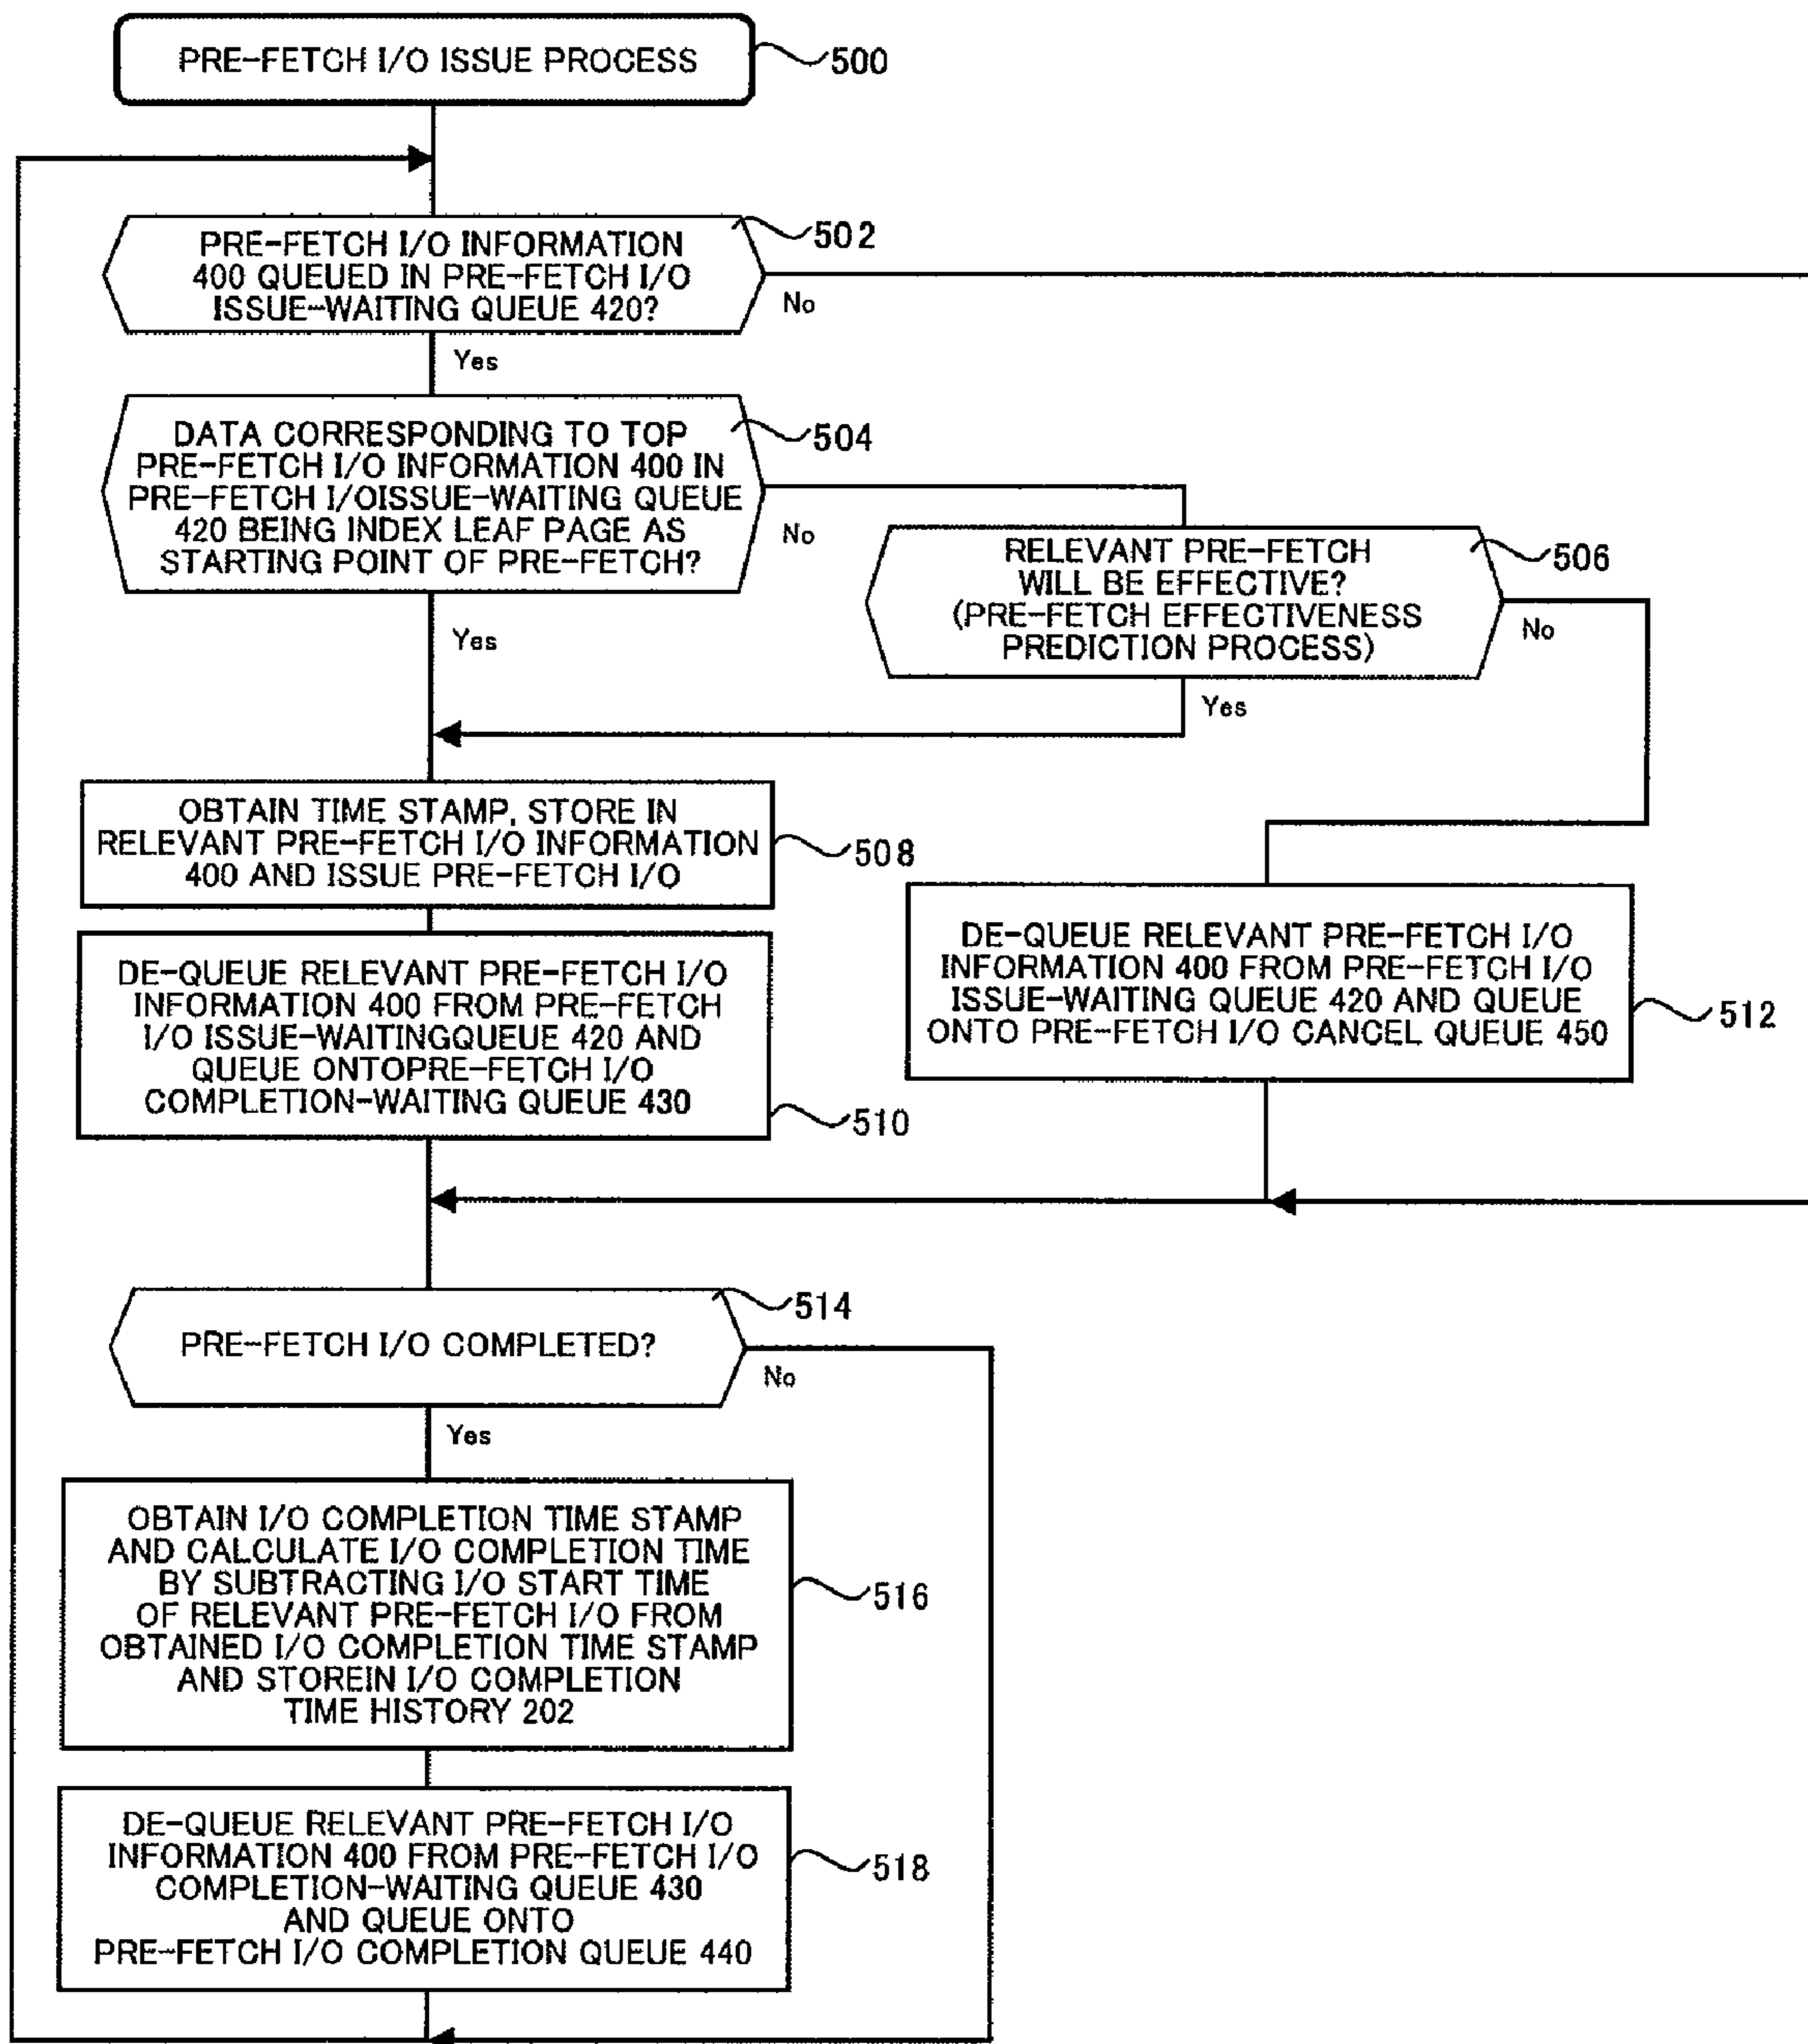 PRE-FETCH I/O ISSUE PROCESS
500
PRE-FETCH I/O INFORMATION
400 QUEUED IN PRE-FETCH I/O
ISSUE-WAITING QUEUE 420?
502
No
Yes
DATA CORRESPONDING TO TOP
PRE-FETCH I/O INFORMATION 400 IN
PRE-FETCH I/OISSUE-WAITING QUEUE
420 BEING INDEX LEAF PAGE AS
STARTING POINT OF PRE-FETCH?
504
No
Yes
RELEVANT PRE-FETCH
WILL BE EFFECTIVE?
(PRE-FETCH EFFECTIVENESS
PREDICTION PROCESS)
506
No
Yes
OBTAIN TIME STAMP, STORE IN
RELEVANT PRE-FETCH I/O INFORMATION
400 AND ISSUE PRE-FETCH I/O
508
DE-QUEUE RELEVANT PRE-FETCH I/O
INFORMATION 400 FROM PRE-FETCH
I/O ISSUE-WAITINGQUEUE 420 AND
QUEUE ONTOPRE-FETCH I/O
COMPLETION-WAITING QUEUE 430
510
DE-QUEUE RELEVANT PRE-FETCH I/O
INFORMATION 400 FROM PRE-FETCH I/O
ISSUE-WAITING QUEUE 420 AND QUEUE
ONTO PRE-FETCH I/O CANCEL QUEUE 450
512
PRE-FETCH I/O COMPLETED?
514
No
Yes
OBTAIN I/O COMPLETION TIME STAMP
AND CALCULATE I/O COMPLETION TIME
BY SUBTRACTING I/O START TIME
OF RELEVANT PRE-FETCH I/O FROM
OBTAINED I/O COMPLETION TIME STAMP
AND STOREIN I/O COMPLETION
TIME HISTORY 202
516
DE-QUEUE RELEVANT PRE-FETCH I/O
INFORMATION 400 FROM PRE-FETCH I/O
COMPLETION-WAITING QUEUE 430
AND QUEUE ONTO
PRE-FETCH I/O COMPLETION QUEUE 440
518